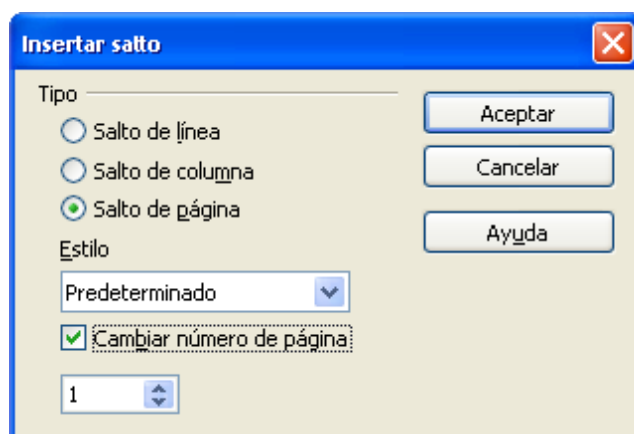 Insertar salto
Tipo
Salto de línea
Salto de columna
Salto de página
Estilo
Predeterminado
Cambiar número de página
1
Aceptar
Cancelar
Ayuda